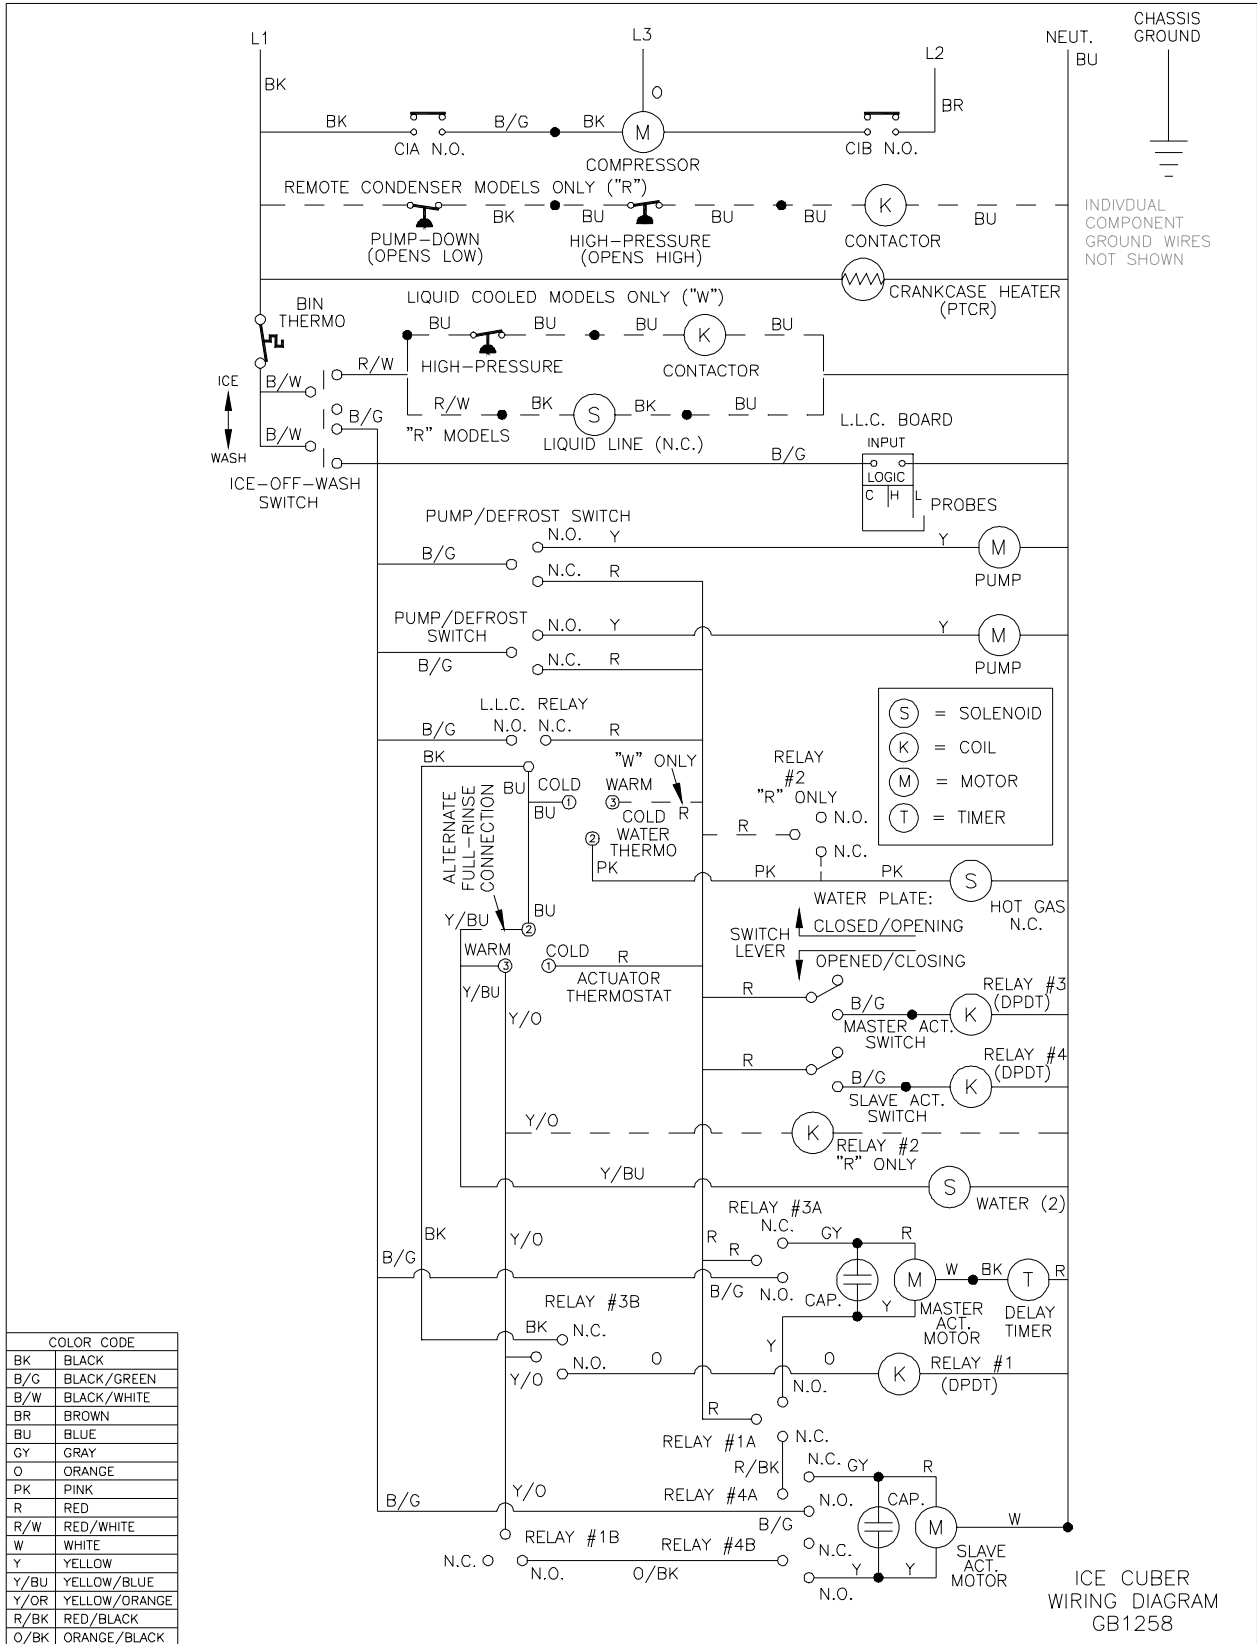 CHASSIS
GROUND
L1
L3
L2
NEUT.
BU
BK
O
BR
BK
B/G
BK
M
CIA N.O.
CIB N.O.
COMPRESSOR
REMOTE CONDENSER MODELS ONLY ("R")
BK
BU
BU
BU
K
BU
PUMP-DOWN
(OPENS LOW)
HIGH-PRESSURE
(OPENS HIGH)
CONTACTOR
INDIVDUAL
COMPONENT
GROUND WIRES
NOT SHOWN
CRANKCASE HEATER
(PTCR)
BIN
THERMO
LIQUID COOLED MODELS ONLY ("W")
BU
BU
BU
K
BU
HIGH-PRESSURE
CONTACTOR
R/W
ICE
B/W
B/G
R/W
BK
S
BK
BU
"R" MODELS
LIQUID LINE (N.C.)
B/W
WASH
ICE-OFF-WASH
SWITCH
B/G
L.L.C. BOARD
INPUT
LOGIC
C
H
L
PROBES
PUMP/DEFROST SWITCH
N.O.
Y
Y
M
B/G
N.C.
R
PUMP
PUMP/DEFROST
SWITCH
N.O.
Y
Y
M
B/G
N.C.
R
PUMP
L.L.C. RELAY
B/G
N.O.
N.C.
R
S = SOLENOID
K = COIL
M = MOTOR
T = TIMER
BK
"W" ONLY
RELAY
#2
"R" ONLY
BU
COLD
WARM
1
3
BU
R
COLD
WATER
THERMO
2
R
N.O.
N.C.
ALTERNATE
FULL-RINSE
CONNECTION
PK
PK
PK
S
HOT GAS
N.C.
WATER PLATE:
CLOSED/OPENING
SWITCH
LEVER
OPENED/CLOSING
BU
Y/BU
2
WARM
COLD
3
1
R
ACTUATOR
THERMOSTAT
Y/BU
Y/O
R
B/G
K
RELAY #3
(DPDT)
MASTER ACT.
SWITCH
R
B/G
K
RELAY #4
(DPDT)
SLAVE ACT.
SWITCH
Y/O
K
RELAY #2
"R" ONLY
Y/BU
S
WATER (2)
RELAY #3A
N.C.
GY
R
BK
Y/O
R
R
B/G
B/G
N.O.
CAP.
Y
M
W
BK
T
R
MASTER
ACT.
MOTOR
DELAY
TIMER
RELAY #3B
BK
N.C.
Y/O
N.O.
O
Y
O
K
RELAY #1
(DPDT)
N.O.
R
RELAY #1A
N.C.
R/BK
N.C.
GY
R
Y/O
B/G
RELAY #4A
N.O.
B/G
CAP.
M
W
RELAY #1B
RELAY #4B
N.C.
N.C.
N.O.
O/BK
N.O.
Y
Y
SLAVE
ACT.
MOTOR
ICE CUBER
WIRING DIAGRAM
GB1258
COLOR CODE
BK BLACK
B/G BLACK/GREEN
B/W BLACK/WHITE
BR BROWN
BU BLUE
GY GRAY
O ORANGE
PK PINK
R RED
R/W RED/WHITE
W WHITE
Y YELLOW
Y/BU YELLOW/BLUE
Y/OR YELLOW/ORANGE
R/BK RED/BLACK
O/BK ORANGE/BLACK